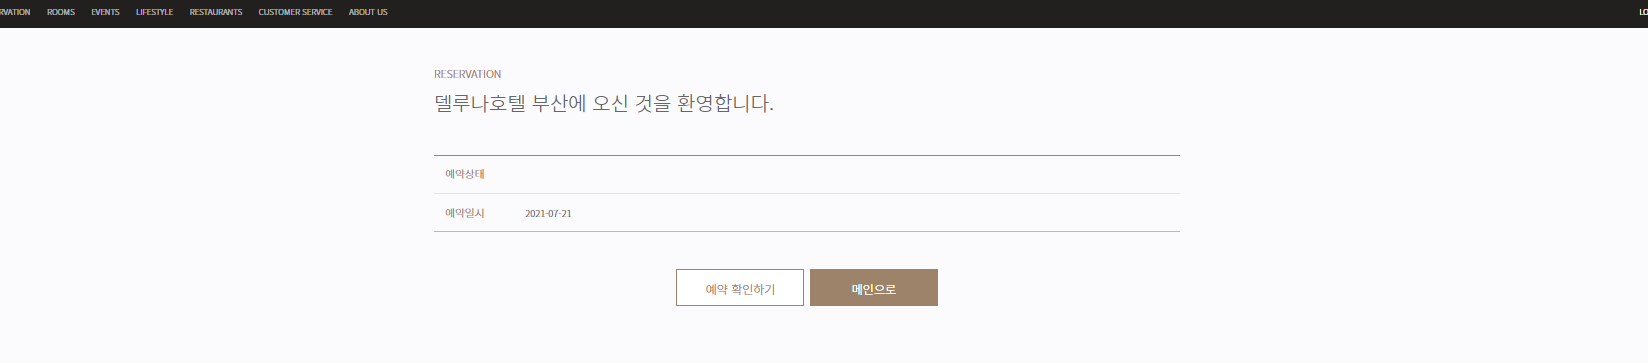 RVATION ROOMS EVENTS LIFESTYLE RESTAURANTS CUSTOMER SERVICE ABOUT US LO
RESERVATION
델루나호텔 부산에 오신 것을 환영합니다.
예약상태
예약일시 2021-07-21
예약 확인하기 메인으로